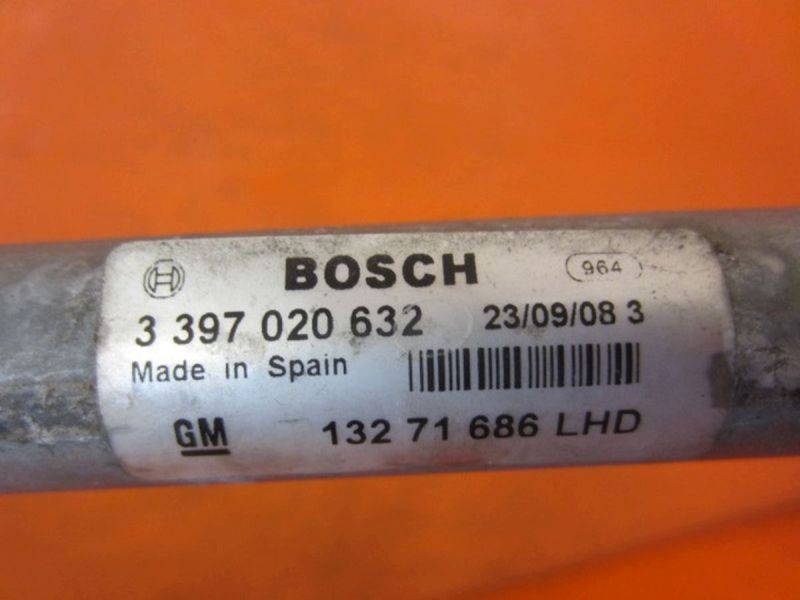 BOSCH 964
3 397 020 632 23/09/08 3
Made in Spain
GM 132 71 686 LHD